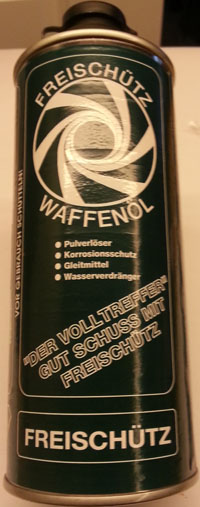 FREISCHÜTZ
WAFFENÖL
VOR GEBRAUCH SCHÜTTELN!
● Pulverlöser
● Korrosionsschutz
● Gleitmittel
● Wasserverdränger
"DER VOLLTREFFER"
GUT SCHUSS MIT
FREISCHÜTZ
FREISCHÜTZ